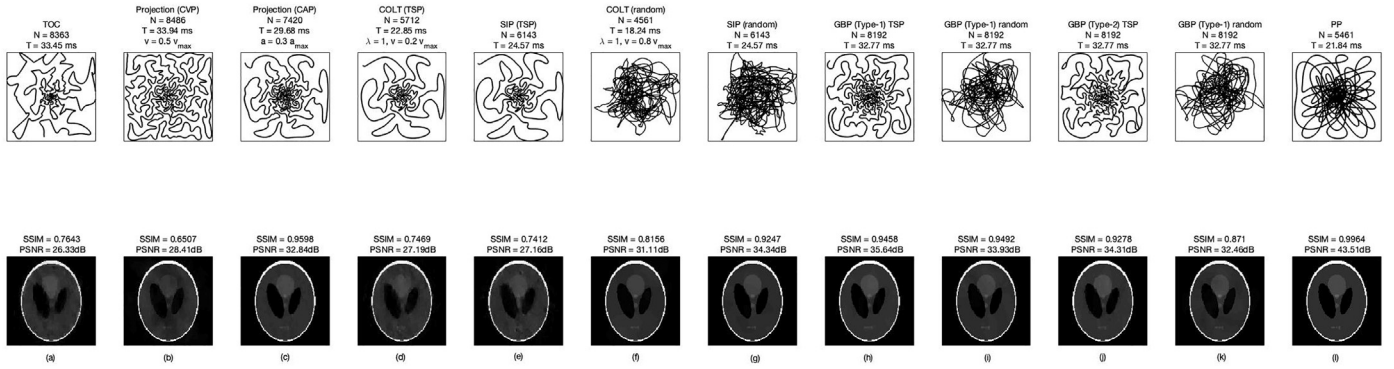 TOC
N = 8363
T = 33.45 ms
Projection (CVP)
N = 8486
T = 33.94 ms
v = 0.5 v_max
Projection (CAP)
N = 7420
T = 29.68 ms
a = 0.3 a_max
COLT (TSP)
N = 5712
T = 22.85 ms
λ = 1, v = 0.2 v_max
SIP (TSP)
N = 6143
T = 24.57 ms
COLT (random)
N = 4561
T = 18.24 ms
λ = 1, v = 0.8 v_max
SIP (random)
N = 6143
T = 24.57 ms
GBP (Type-1) TSP
N = 8192
T = 32.77 ms
GBP (Type-1) random
N = 8192
T = 32.77 ms
GBP (Type-2) TSP
N = 8192
T = 32.77 ms
GBP (Type-1) random
N = 8192
T = 32.77 ms
PP
N = 5461
T = 21.84 ms
SSIM = 0.7643
PSNR = 26.33dB
SSIM = 0.6507
PSNR = 28.41dB
SSIM = 0.9598
PSNR = 32.84dB
SSIM = 0.7469
PSNR = 27.19dB
SSIM = 0.7412
PSNR = 27.16dB
SSIM = 0.8156
PSNR = 31.11dB
SSIM = 0.9247
PSNR = 34.34dB
SSIM = 0.9458
PSNR = 35.64dB
SSIM = 0.9492
PSNR = 33.93dB
SSIM = 0.9278
PSNR = 34.31dB
SSIM = 0.871
PSNR = 32.46dB
SSIM = 0.9964
PSNR = 43.51dB
(a)
(b)
(c)
(d)
(e)
(f)
(g)
(h)
(i)
(j)
(k)
(l)